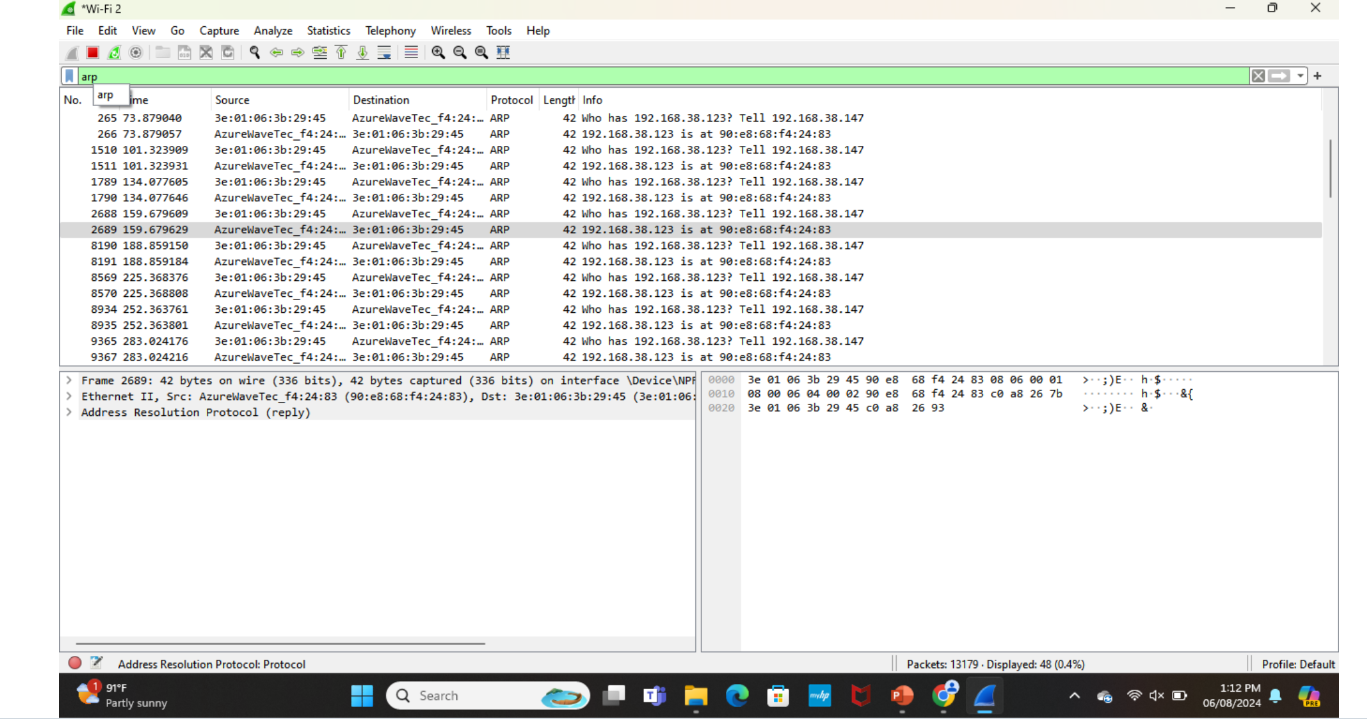 *Wi-Fi 2
File Edit View Go Capture Analyze Statistics Telephony Wireless Tools Help
arp
arp
No. ime Source Destination Protocol Length Info
265 73.879040 3e:01:06:3b:29:45 AzureWaveTec_f4:24:… ARP 42 Who has 192.168.38.123? Tell 192.168.38.147
266 73.879057 AzureWaveTec_f4:24:… 3e:01:06:3b:29:45 ARP 42 192.168.38.123 is at 90:e8:68:f4:24:83
1510 101.323909 3e:01:06:3b:29:45 AzureWaveTec_f4:24:… ARP 42 Who has 192.168.38.123? Tell 192.168.38.147
1511 101.323931 AzureWaveTec_f4:24:… 3e:01:06:3b:29:45 ARP 42 192.168.38.123 is at 90:e8:68:f4:24:83
1789 134.077605 3e:01:06:3b:29:45 AzureWaveTec_f4:24:… ARP 42 Who has 192.168.38.123? Tell 192.168.38.147
1790 134.077646 AzureWaveTec_f4:24:… 3e:01:06:3b:29:45 ARP 42 192.168.38.123 is at 90:e8:68:f4:24:83
2688 159.679609 3e:01:06:3b:29:45 AzureWaveTec_f4:24:… ARP 42 Who has 192.168.38.123? Tell 192.168.38.147
2689 159.679629 AzureWaveTec_f4:24:… 3e:01:06:3b:29:45 ARP 42 192.168.38.123 is at 90:e8:68:f4:24:83
8190 188.859150 3e:01:06:3b:29:45 AzureWaveTec_f4:24:… ARP 42 Who has 192.168.38.123? Tell 192.168.38.147
8191 188.859184 AzureWaveTec_f4:24:… 3e:01:06:3b:29:45 ARP 42 192.168.38.123 is at 90:e8:68:f4:24:83
8569 225.368376 3e:01:06:3b:29:45 AzureWaveTec_f4:24:… ARP 42 Who has 192.168.38.123? Tell 192.168.38.147
8570 225.368808 AzureWaveTec_f4:24:… 3e:01:06:3b:29:45 ARP 42 192.168.38.123 is at 90:e8:68:f4:24:83
8934 252.363761 3e:01:06:3b:29:45 AzureWaveTec_f4:24:… ARP 42 Who has 192.168.38.123? Tell 192.168.38.147
8935 252.363801 AzureWaveTec_f4:24:… 3e:01:06:3b:29:45 ARP 42 192.168.38.123 is at 90:e8:68:f4:24:83
9365 283.024176 3e:01:06:3b:29:45 AzureWaveTec_f4:24:… ARP 42 Who has 192.168.38.123? Tell 192.168.38.147
9367 283.024216 AzureWaveTec_f4:24:… 3e:01:06:3b:29:45 ARP 42 192.168.38.123 is at 90:e8:68:f4:24:83
> Frame 2689: 42 bytes on wire (336 bits), 42 bytes captured (336 bits) on interface \Device\NPF
> Ethernet II, Src: AzureWaveTec_f4:24:83 (90:e8:68:f4:24:83), Dst: 3e:01:06:3b:29:45 (3e:01:06:
> Address Resolution Protocol (reply)
0000 3e 01 06 3b 29 45 90 e8 68 f4 24 83 08 06 00 01 >··;)E·· h·$·····
0010 08 00 06 04 00 02 90 e8 68 f4 24 83 c0 a8 26 7b ········ h·$···&{
0020 3e 01 06 3b 29 45 c0 a8 26 93 >··;)E·· &·
Address Resolution Protocol: Protocol
Packets: 13179 · Displayed: 48 (0.4%)
Profile: Default
1
91°F
Partly sunny
Search
mhp
PRE
1:12 PM
06/08/2024